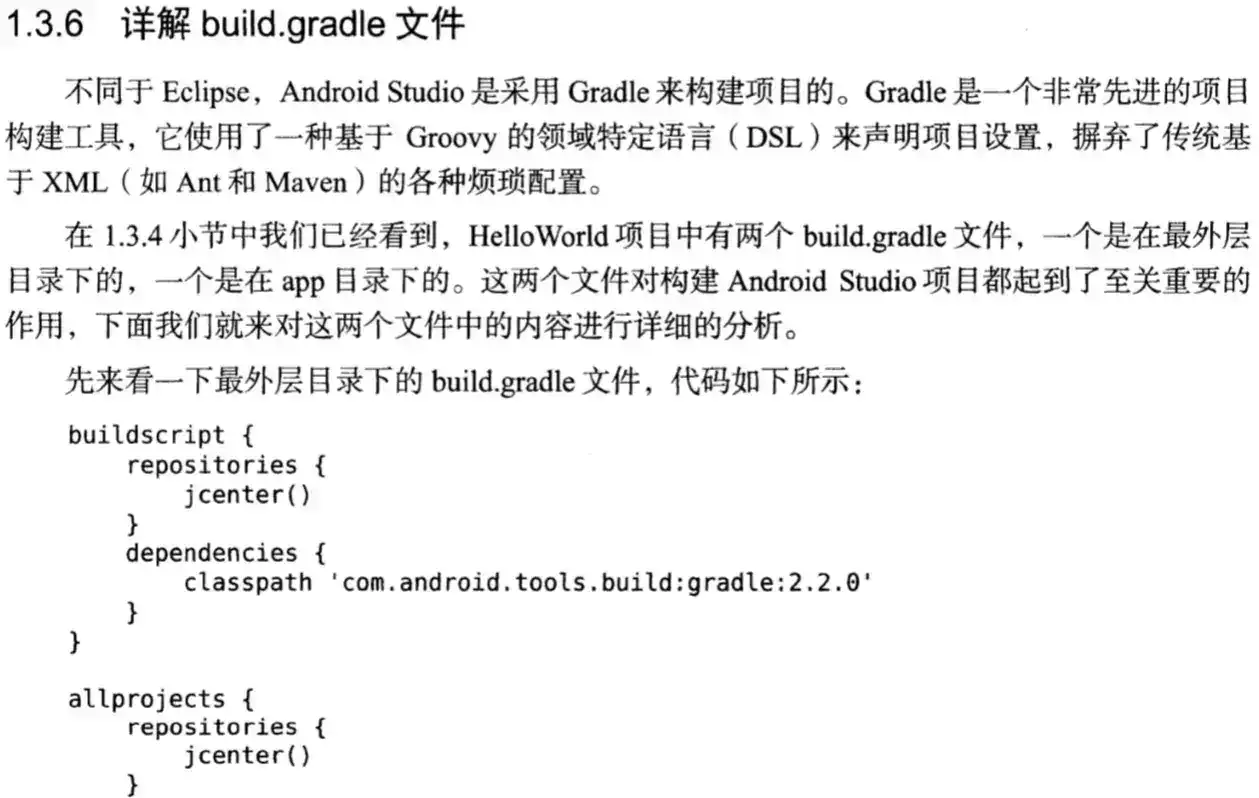 1.3.6 详解 build.gradle 文件
不同于 Eclipse，Android Studio 是采用 Gradle 来构建项目的。Gradle 是一个非常先进的项目
构建工具，它使用了一种基于 Groovy 的领域特定语言（DSL）来声明项目设置，摒弃了传统基
于 XML（如 Ant 和 Maven）的各种烦琐配置。
在 1.3.4 小节中我们已经看到，HelloWorld 项目中有两个 build.gradle 文件，一个是在最外层
目录下的，一个是在 app 目录下的。这两个文件对构建 Android Studio 项目都起到了至关重要的
作用，下面我们就来对这两个文件中的内容进行详细的分析。
先来看一下最外层目录下的 build.gradle 文件，代码如下所示：
buildscript {
    repositories {
        jcenter()
    }
    dependencies {
        classpath 'com.android.tools.build:gradle:2.2.0'
    }
}
allprojects {
    repositories {
        jcenter()
    }